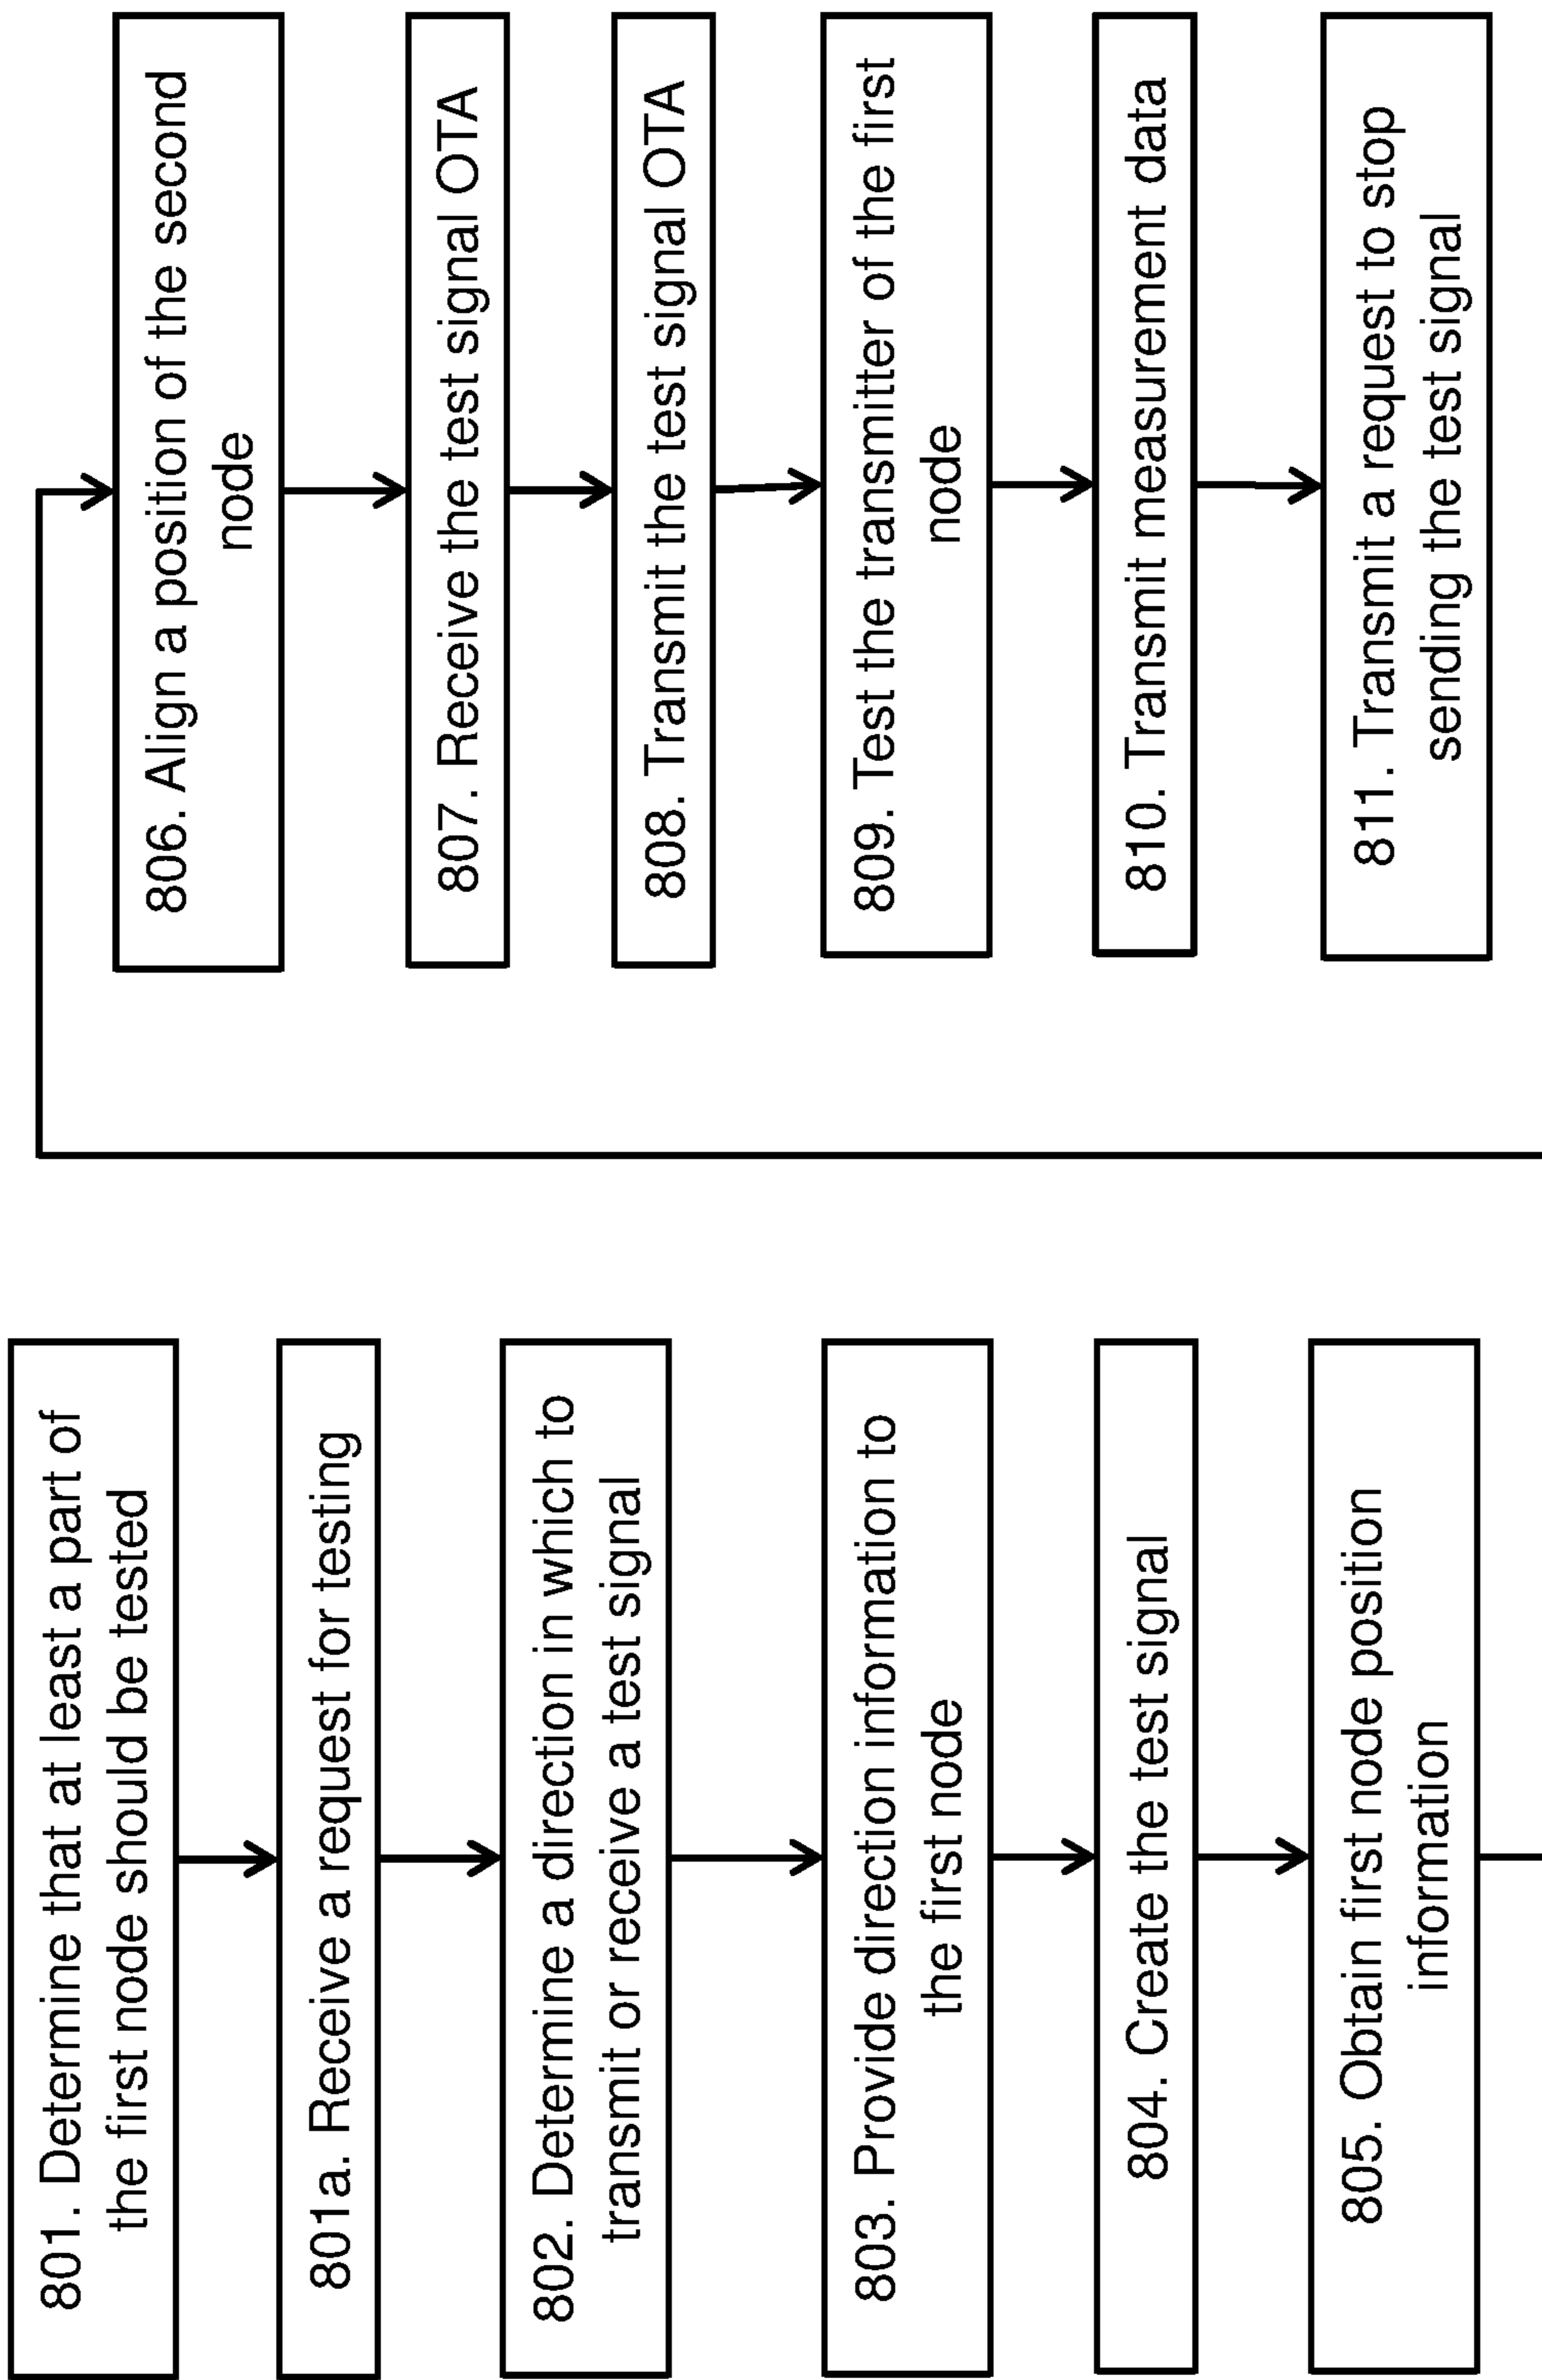 801. Determine that at least a part of
the first node should be tested
801a. Receive a request for testing
802. Determine a direction in which to
transmit or receive a test signal
803. Provide direction information to
the first node
804. Create the test signal
805. Obtain first node position
information
806. Align a position of the second
node
807. Receive the test signal OTA
808. Transmit the test signal OTA
809. Test the transmitter of the first
node
810. Transmit measurement data
811. Transmit a request to stop
sending the test signal